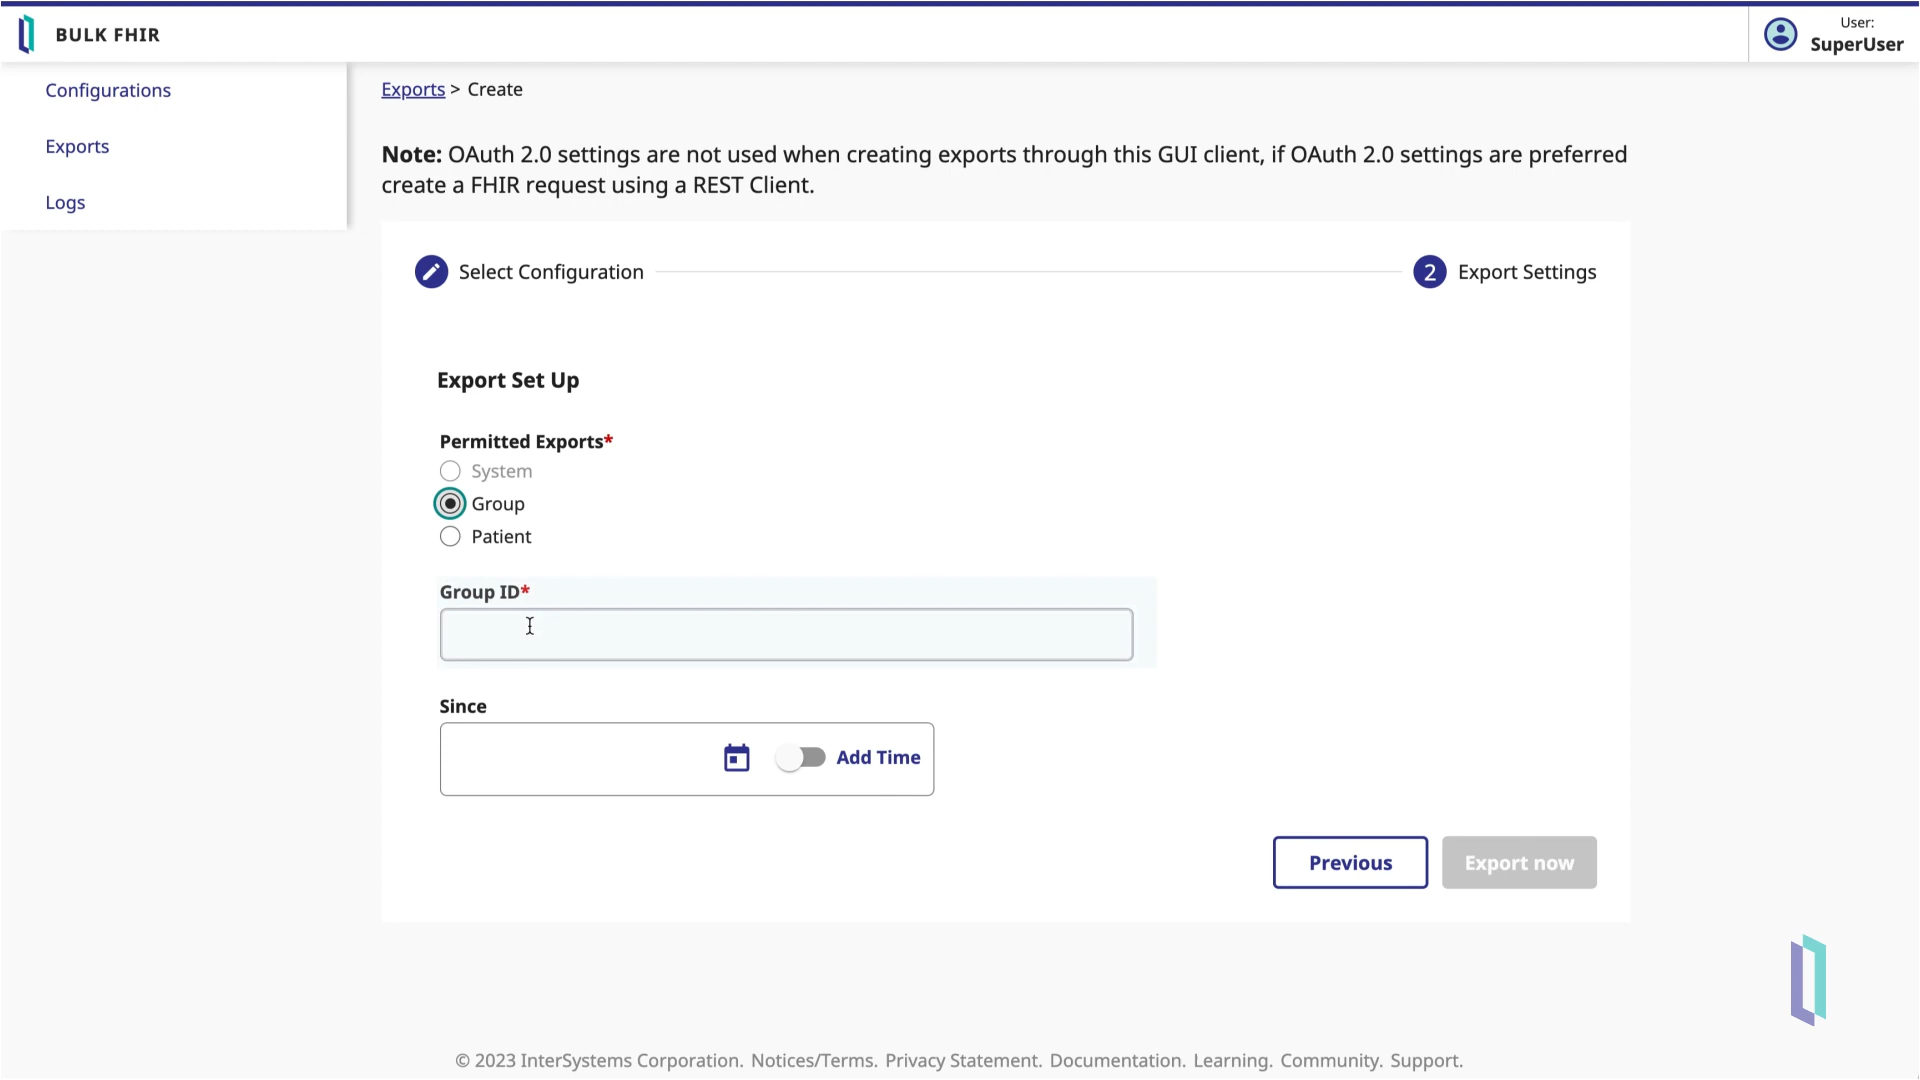 BULK FHIR
User:
SuperUser
Configurations
Exports
Logs
Exports > Create
Note: OAuth 2.0 settings are not used when creating exports through this GUI client, if OAuth 2.0 settings are preferred
create a FHIR request using a REST Client.
Select Configuration
2 Export Settings
Export Set Up
Permitted Exports*
System
Group
Patient
Group ID*
Since
Add Time
Previous
Export now
© 2023 InterSystems Corporation. Notices/Terms. Privacy Statement. Documentation. Learning. Community. Support.